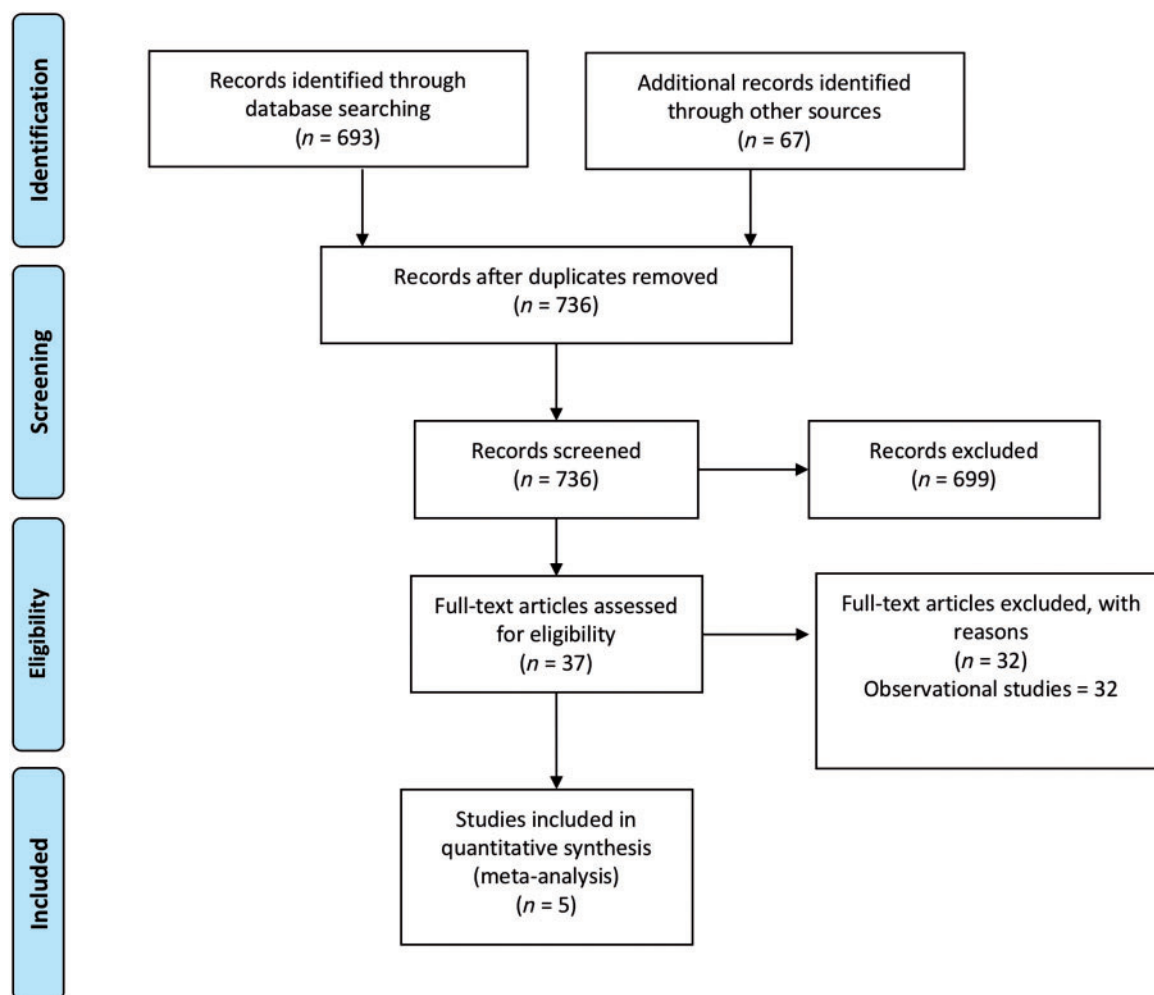 Identification
Records identified through
database searching
(n = 693)
Additional records identified
through other sources
(n = 67)
Records after duplicates removed
(n = 736)
Screening
Records screened
(n = 736)
Records excluded
(n = 699)
Eligibility
Full-text articles assessed
for eligibility
(n = 37)
Full-text articles excluded, with
reasons
(n = 32)
Observational studies = 32
Included
Studies included in
quantitative synthesis
(meta-analysis)
(n = 5)